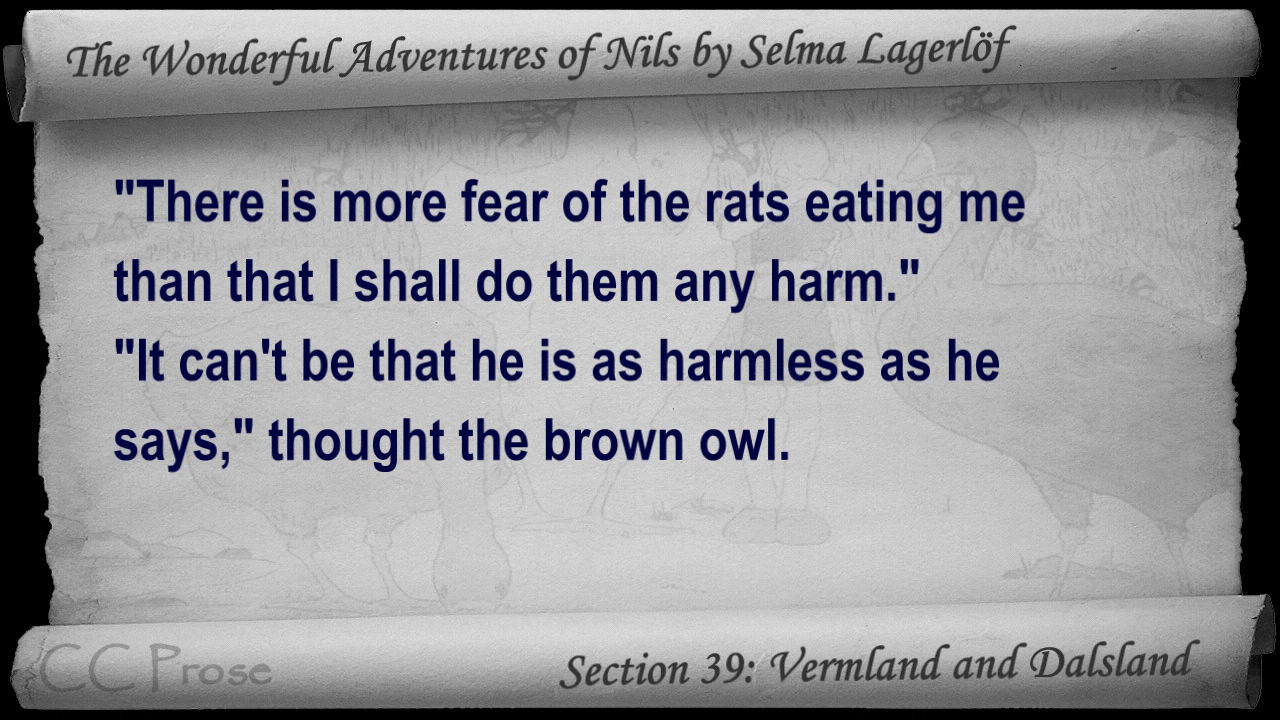 The Wonderful Adventures of Nils by Selma Lagerlöf
"There is more fear of the rats eating me
than that I shall do them any harm."
"It can't be that he is as harmless as he
says," thought the brown owl.
CC Prose
Section 39: Vermland and Dalsland